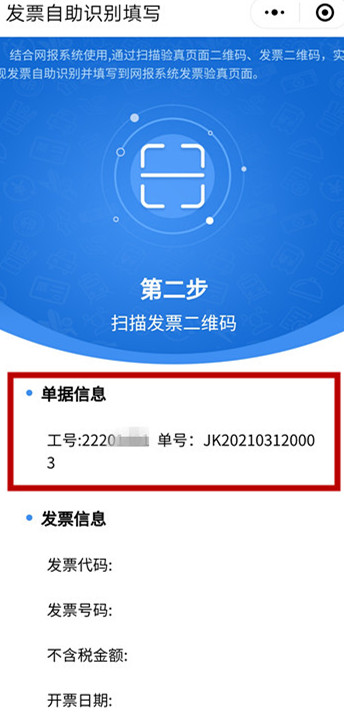 发票自助识别填写
结合网报系统使用,通过扫描验真页面二维码、发票二维码，实
现发票自助识别并填写到网报系统发票验真页面。
第二步
扫描发票二维码
单据信息
工号:2220 单号：JK20210312000
3
发票信息
发票代码:
发票号码:
不含税金额:
开票日期: